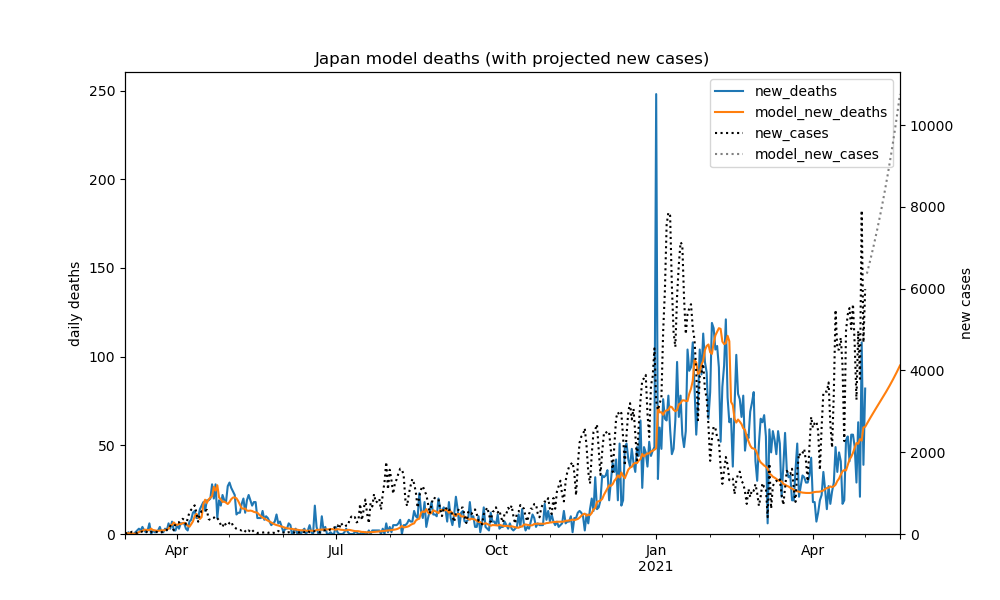 Japan model deaths (with projected new cases)
new_deaths
model_new_deaths
new_cases
model_new_cases
250
200
150
100
50
0
daily deaths
10000
8000
6000
4000
2000
0
new cases
Apr
Jul
Oct
Jan
2021
Apr